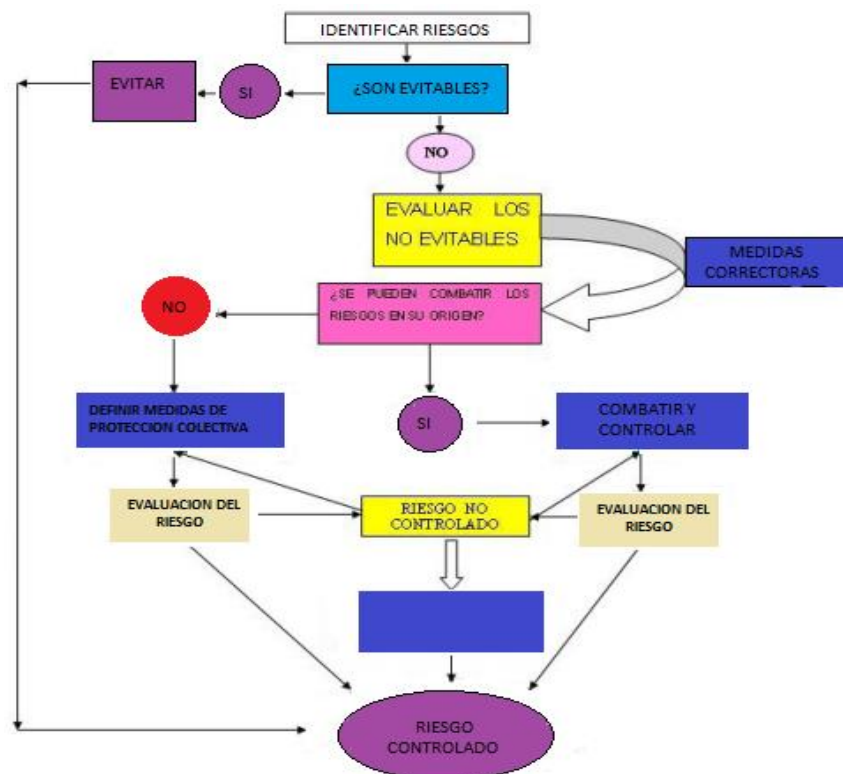 IDENTIFICAR RIESGOS
EVITAR
SI
¿SON EVITABLES?
NO
EVALUAR LOS
NO EVITABLES
MEDIDAS
CORRECTORAS
¿SE PUEDEN COMBATIR LOS
RIESGOS EN SU ORIGEN?
NO
DEFINIR MEDIDAS DE
PROTECCION COLECTIVA
SI
COMBATIR Y
CONTROLAR
EVALUACION DEL
RIESGO
RIESGO NO
CONTROLADO
EVALUACION DEL
RIESGO
RIESGO
CONTROLADO